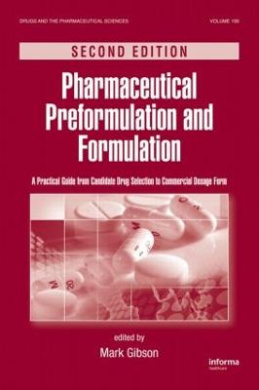 DRUGS AND THE PHARMACEUTICAL SCIENCES VOLUME 199
SECOND EDITION
Pharmaceutical
Preformulation and
Formulation
A Practical Guide from Candidate Drug Selection to Commercial Dosage Form
edited by
Mark Gibson
informa
healthcare